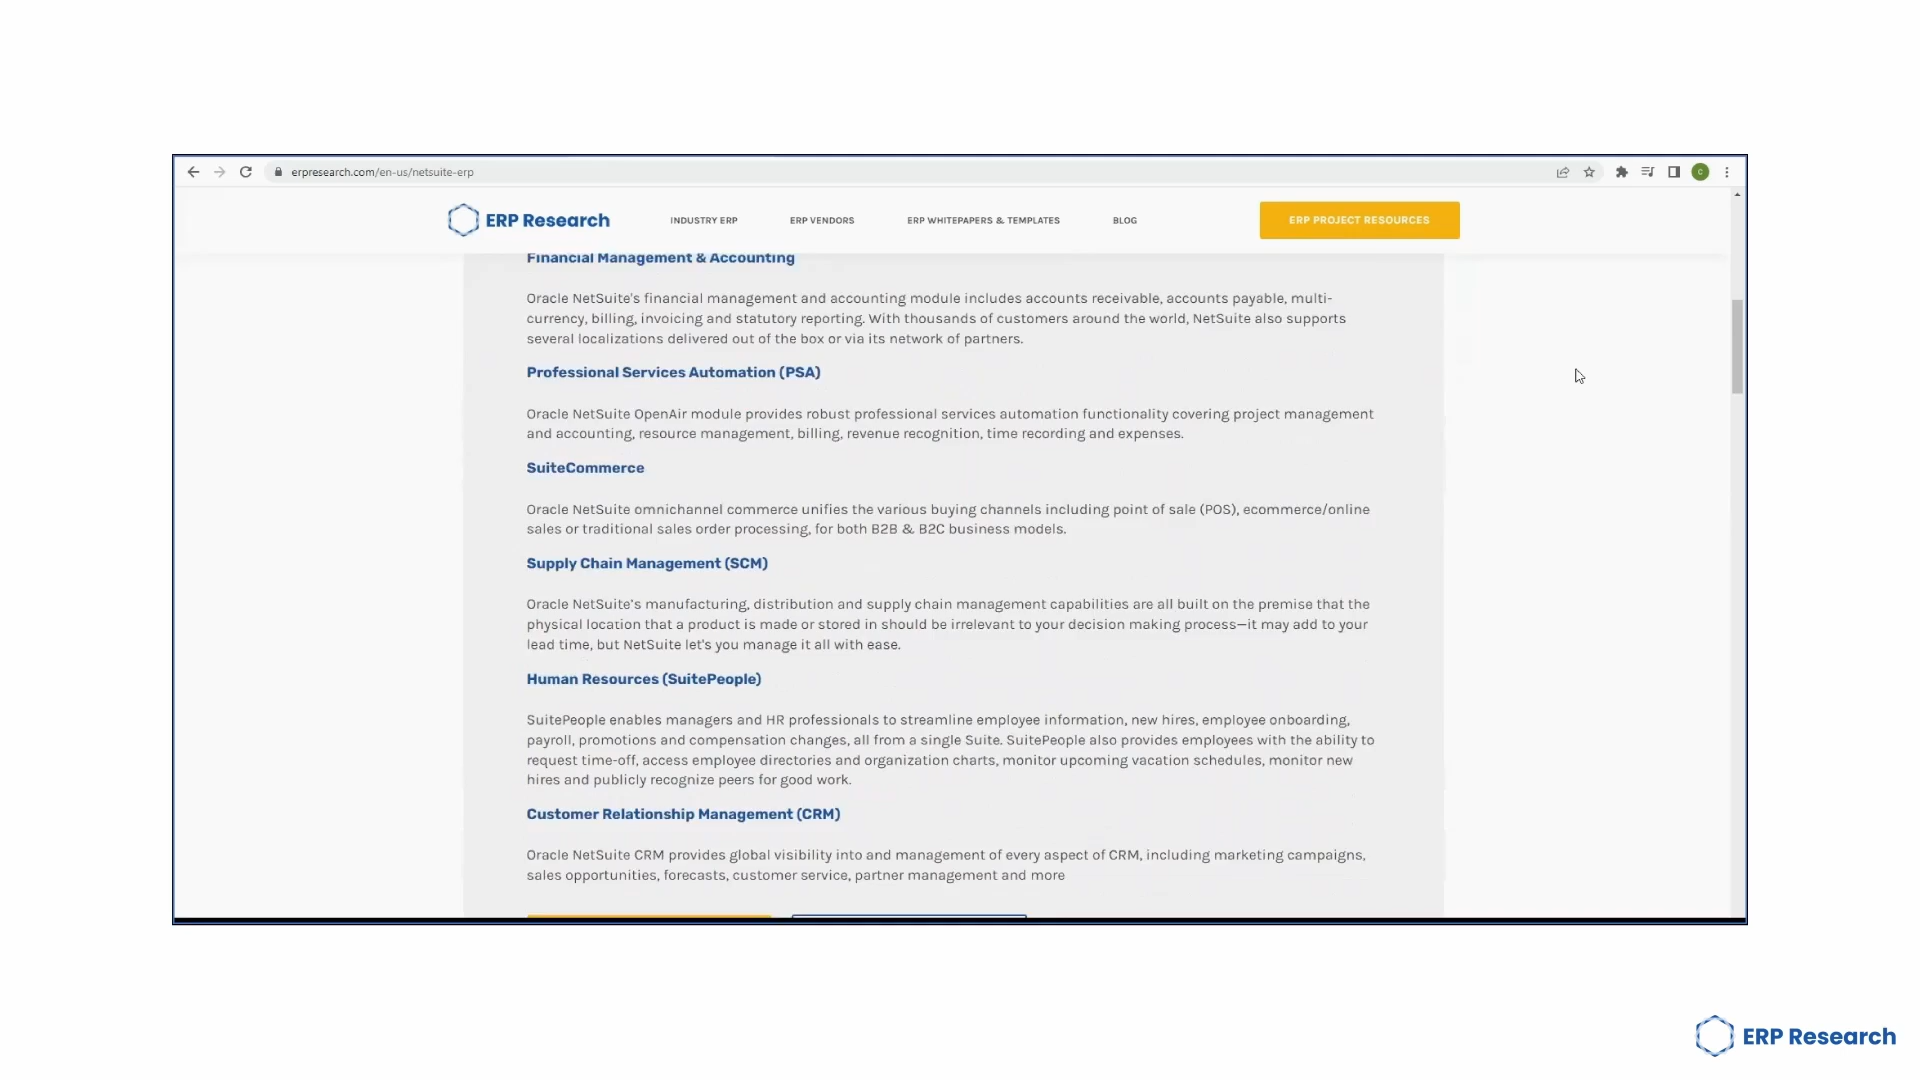 erpresearch.com/en-us/netsuite-erp
C
ERP Research
INDUSTRY ERP
ERP VENDORS
ERP WHITEPAPERS & TEMPLATES
BLOG
ERP PROJECT RESOURCES
Financial Management & Accounting
Oracle NetSuite's financial management and accounting module includes accounts receivable, accounts payable, multi-
currency, billing, invoicing and statutory reporting. With thousands of customers around the world, NetSuite also supports
several localizations delivered out of the box or via its network of partners.
Professional Services Automation (PSA)
Oracle NetSuite OpenAir module provides robust professional services automation functionality covering project management
and accounting, resource management, billing, revenue recognition, time recording and expenses.
SuiteCommerce
Oracle NetSuite omnichannel commerce unifies the various buying channels including point of sale (POS), ecommerce/online
sales or traditional sales order processing, for both B2B & B2C business models.
Supply Chain Management (SCM)
Oracle NetSuite’s manufacturing, distribution and supply chain management capabilities are all built on the premise that the
physical location that a product is made or stored in should be irrelevant to your decision making process—it may add to your
lead time, but NetSuite let's you manage it all with ease.
Human Resources (SuitePeople)
SuitePeople enables managers and HR professionals to streamline employee information, new hires, employee onboarding,
payroll, promotions and compensation changes, all from a single Suite. SuitePeople also provides employees with the ability to
request time-off, access employee directories and organization charts, monitor upcoming vacation schedules, monitor new
hires and publicly recognize peers for good work.
Customer Relationship Management (CRM)
Oracle NetSuite CRM provides global visibility into and management of every aspect of CRM, including marketing campaigns,
sales opportunities, forecasts, customer service, partner management and more
ERP Research